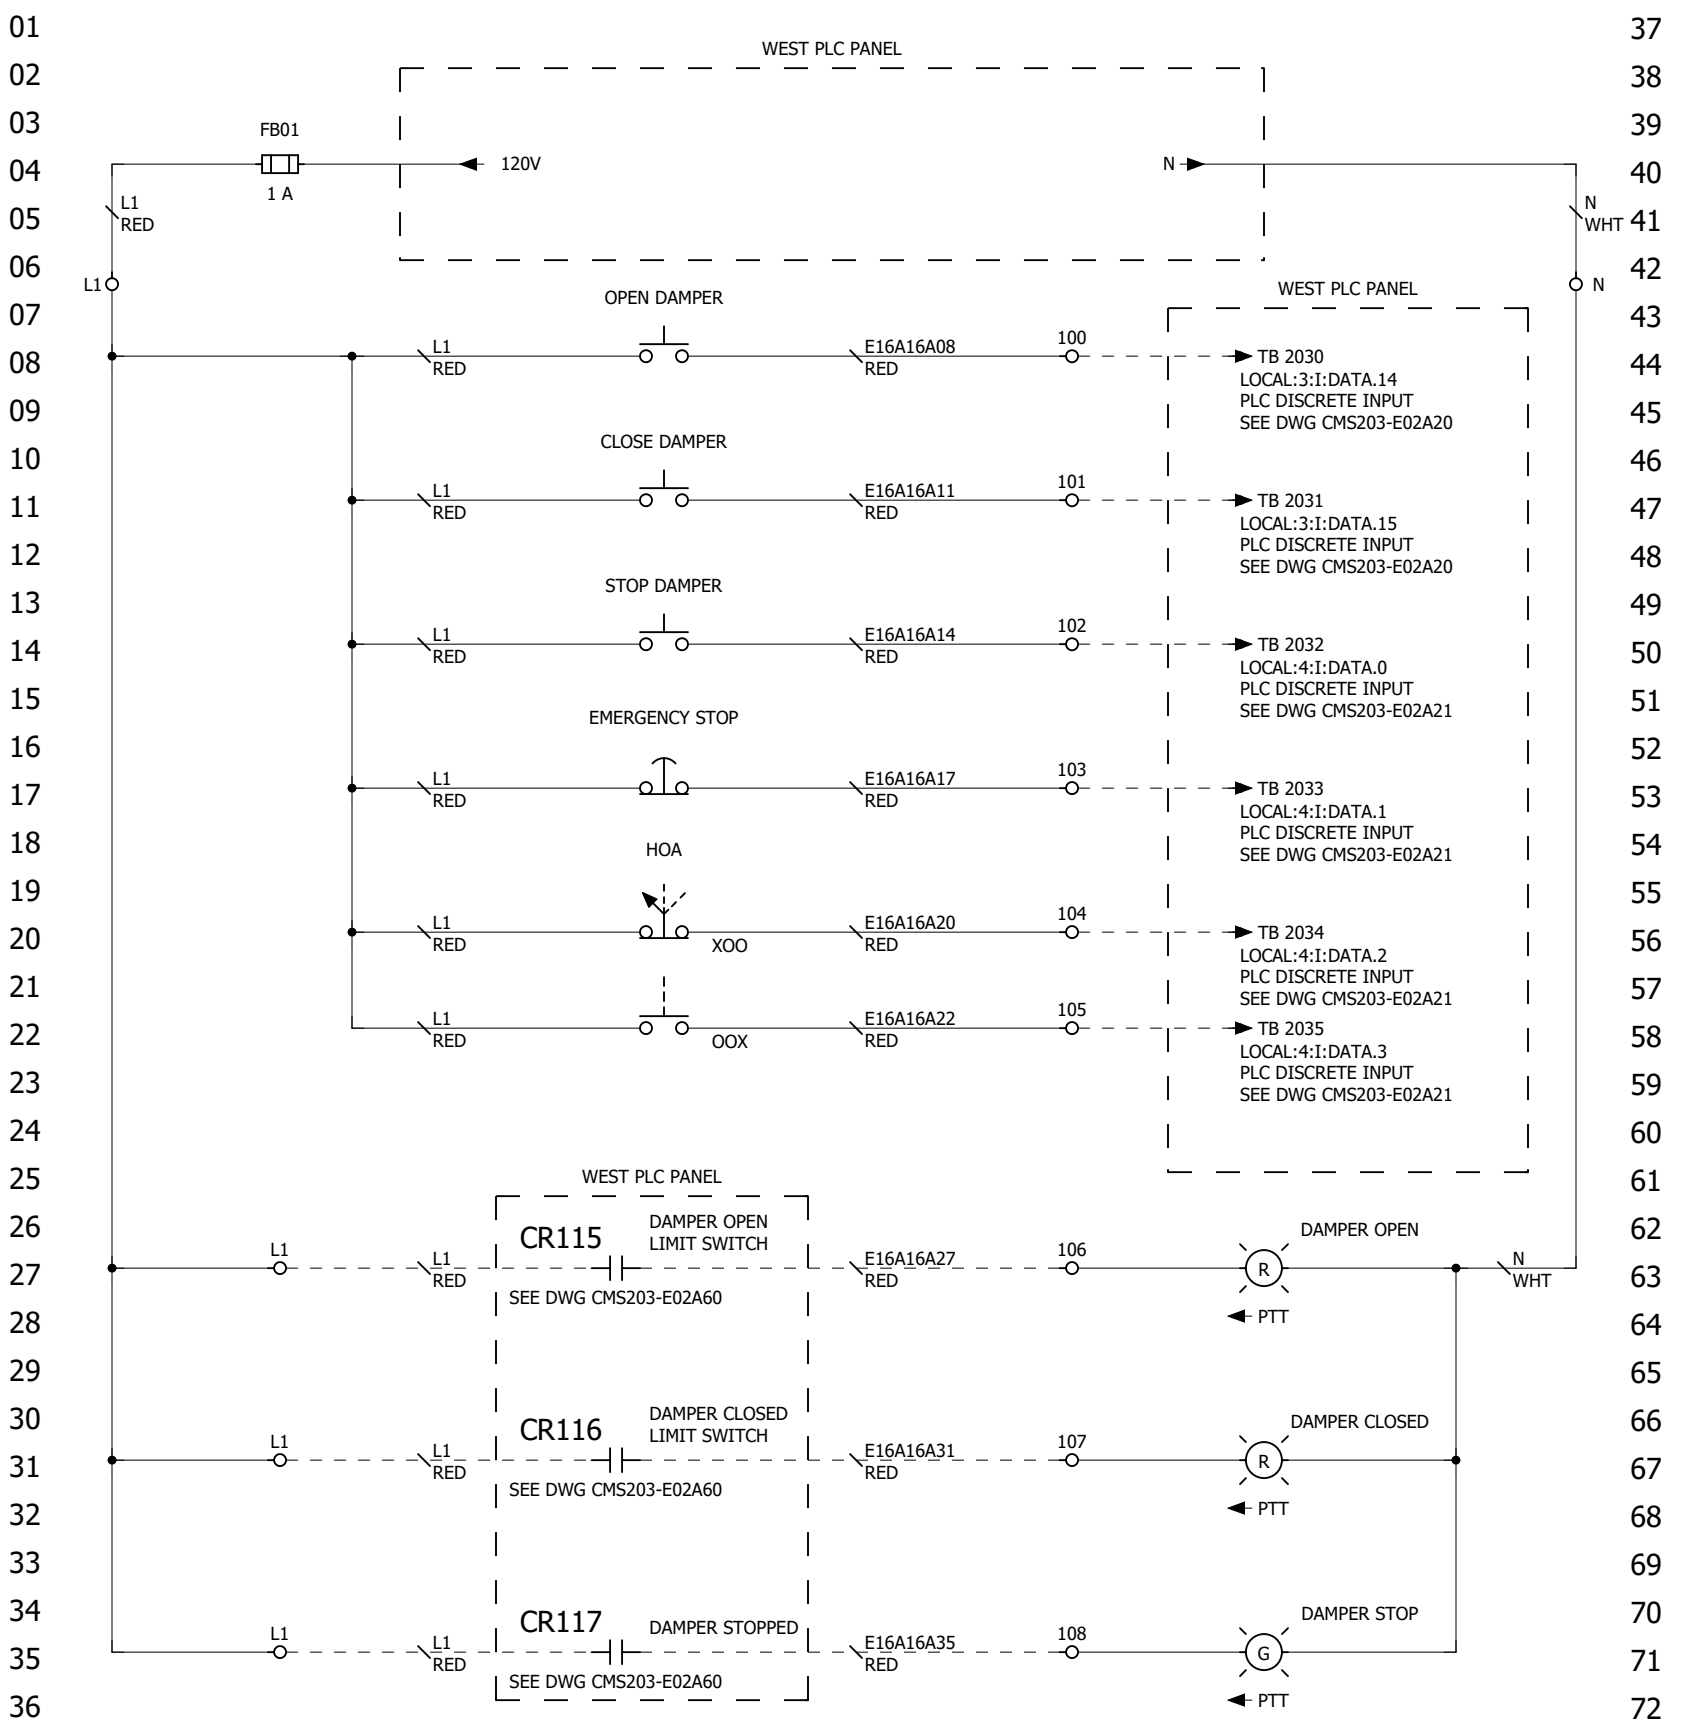 01
37
WEST PLC PANEL
02
38
03
39
FB01
04
120V
N
40
1 A
L1
RED
05
N
WHT
41
06
42
L1
N
WEST PLC PANEL
OPEN DAMPER
07
43
08
L1
RED
E16A16A08
RED
100
TB 2030
44
LOCAL:3:I:DATA.14
PLC DISCRETE INPUT
SEE DWG CMS203-E02A20
09
45
CLOSE DAMPER
10
46
11
L1
RED
E16A16A11
RED
101
TB 2031
47
LOCAL:3:I:DATA.15
PLC DISCRETE INPUT
SEE DWG CMS203-E02A20
12
48
STOP DAMPER
13
49
14
L1
RED
E16A16A14
RED
102
TB 2032
50
LOCAL:4:I:DATA.0
PLC DISCRETE INPUT
SEE DWG CMS203-E02A21
15
51
EMERGENCY STOP
16
52
17
L1
RED
E16A16A17
RED
103
TB 2033
53
LOCAL:4:I:DATA.1
PLC DISCRETE INPUT
SEE DWG CMS203-E02A21
18
54
HOA
19
55
20
L1
RED
XOO
E16A16A20
RED
104
TB 2034
56
LOCAL:4:I:DATA.2
PLC DISCRETE INPUT
SEE DWG CMS203-E02A21
21
57
22
L1
RED
OOX
E16A16A22
RED
105
TB 2035
58
LOCAL:4:I:DATA.3
PLC DISCRETE INPUT
SEE DWG CMS203-E02A21
23
59
24
60
25
61
WEST PLC PANEL
26
62
CR115
DAMPER OPEN
LIMIT SWITCH
DAMPER OPEN
27
L1
L1
RED
E16A16A27
RED
106
R
N
WHT
63
SEE DWG CMS203-E02A60
28
PTT
64
29
65
30
66
CR116
DAMPER CLOSED
LIMIT SWITCH
DAMPER CLOSED
31
L1
L1
RED
E16A16A31
RED
107
R
67
SEE DWG CMS203-E02A60
32
PTT
68
33
69
34
70
CR117
DAMPER STOPPED
DAMPER STOP
35
L1
L1
RED
E16A16A35
RED
108
G
71
SEE DWG CMS203-E02A60
36
PTT
72